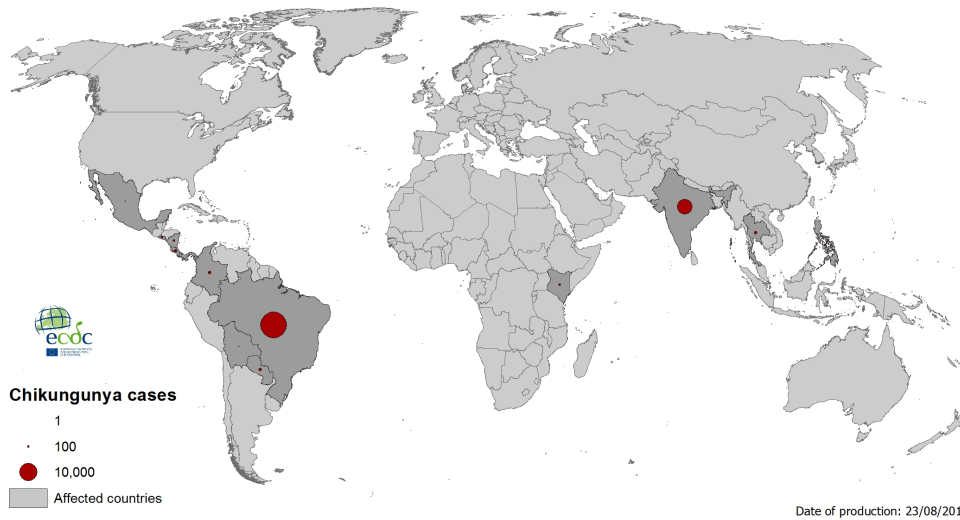 ecdc
Chikungunya cases
1
100
10,000
Affected countries
Date of production: 23/08/201